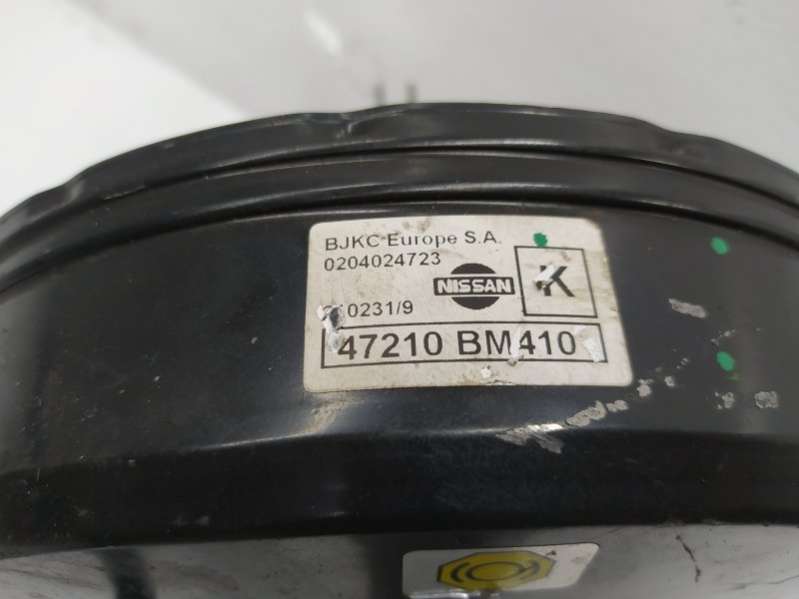 BJKC Europe S.A.
0204024723
NISSAN
K
0231/9
47210 BM410